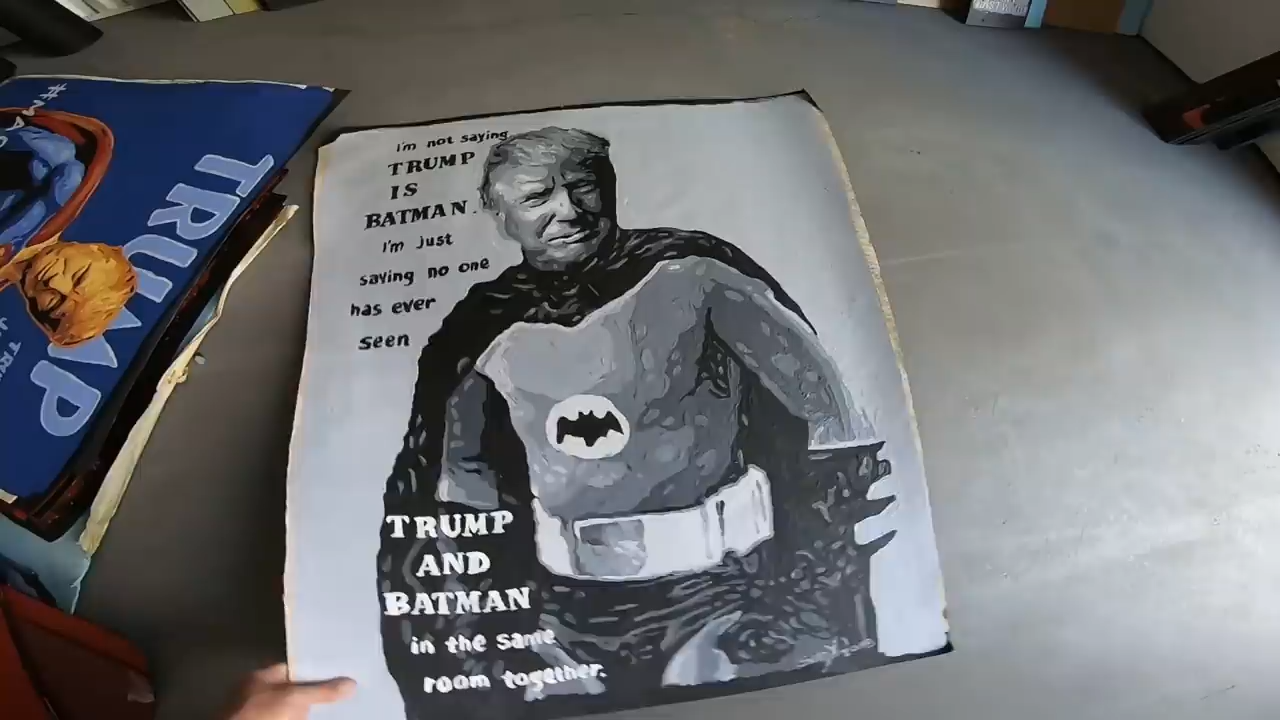 i'm not saying
TRUMP
IS
BATMAN.
i'm just
saying no one
has ever
seen
TRUMP
AND
BATMAN
in the same
room together.
TRUMP